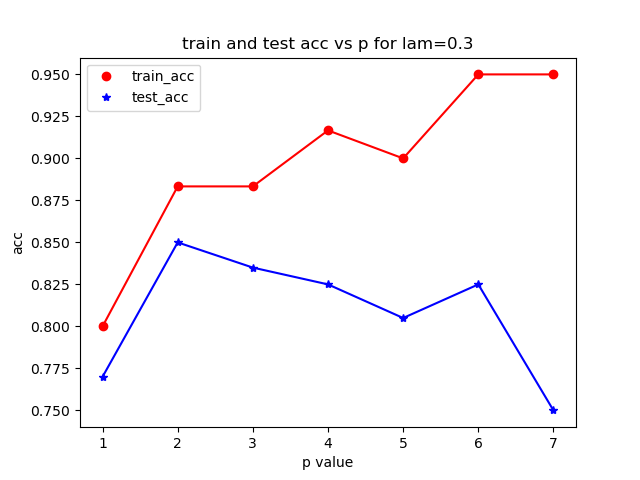 train and test acc vs p for lam=0.3
train_acc
test_acc
0.950
0.925
0.900
0.875
0.850
0.825
0.800
0.775
0.750
acc
1 2 3 4 5 6 7
p value